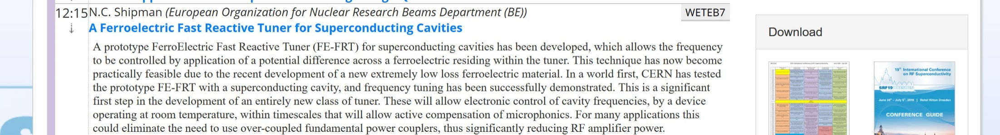 12:15 N.C. Shipman (European Organization for Nuclear Research Beams Department (BE)) WETEB7
A Ferroelectric Fast Reactive Tuner for Superconducting Cavities
A prototype FerroElectric Fast Reactive Tuner (FE-FRT) for superconducting cavities has been developed, which allows the frequency
to be controlled by application of a potential difference across a ferroelectric residing within the tuner. This technique has now become
practically feasible due to the recent development of a new extremely low loss ferroelectric material. In a world first, CERN has tested
the prototype FE-FRT with a superconducting cavity, and frequency tuning has been successfully demonstrated. This is a significant
first step in the development of an entirely new class of tuner. These will allow electronic control of cavity frequencies, by a device
operating at room temperature, within timescales that will allow active compensation of microphonics. For many applications this
could eliminate the need to use over-coupled fundamental power couplers, thus significantly reducing RF amplifier power.
Download
19th International Conference
on RF Superconductivity
SRF19 DRESDEN
June 30th – July 5th, 2019 | Hotel Hilton Dresden
CONFERENCE GUIDE